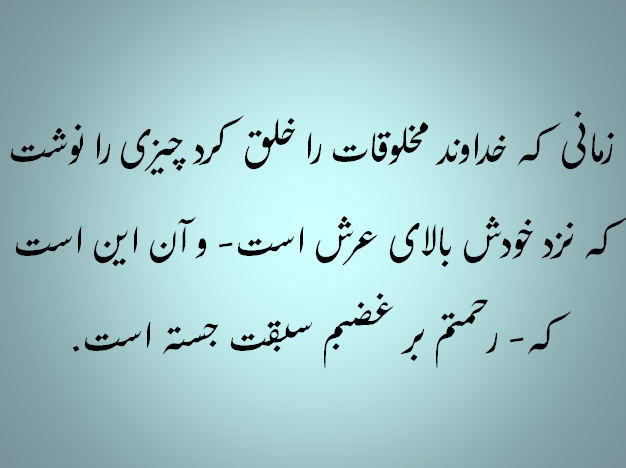 زمانی که خداوند مخلوقات را خلق کرد چیزی را نوشت
که نزد خودش بالای عرش است- و آن این است
که- رحمتم بر غضبم سبقت جسته است.